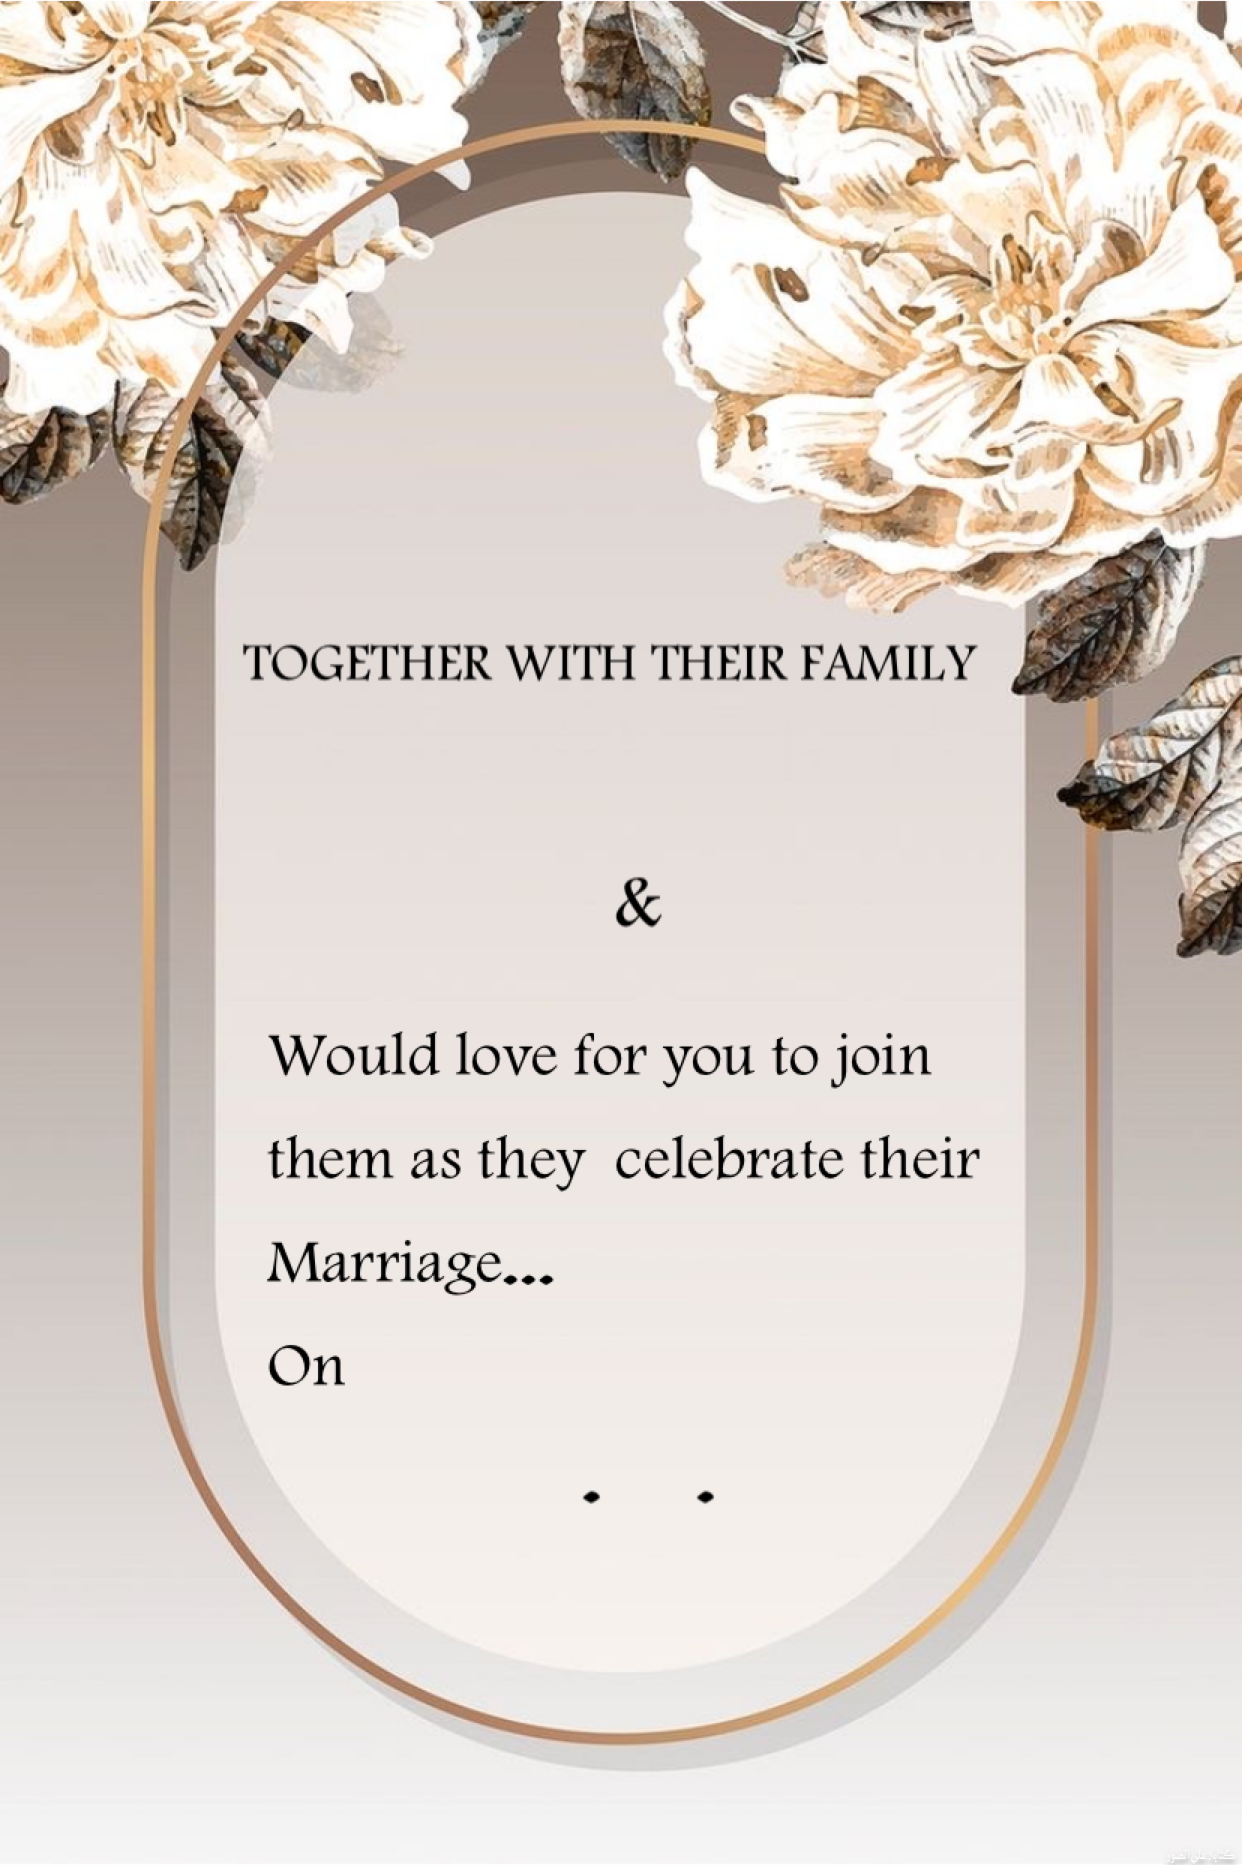 TOGETHER WITH THEIR FAMILY
&
Would love for you to join
them as they  celebrate their
Marriage...
On
. .